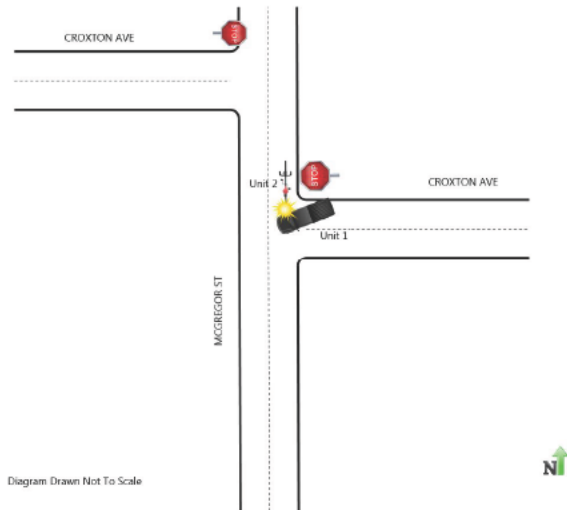 CROXTON AVE
STOP
Unit 2
STOP
CROXTON AVE
Unit 1
MCGREGOR ST
Diagram Drawn Not To Scale
N